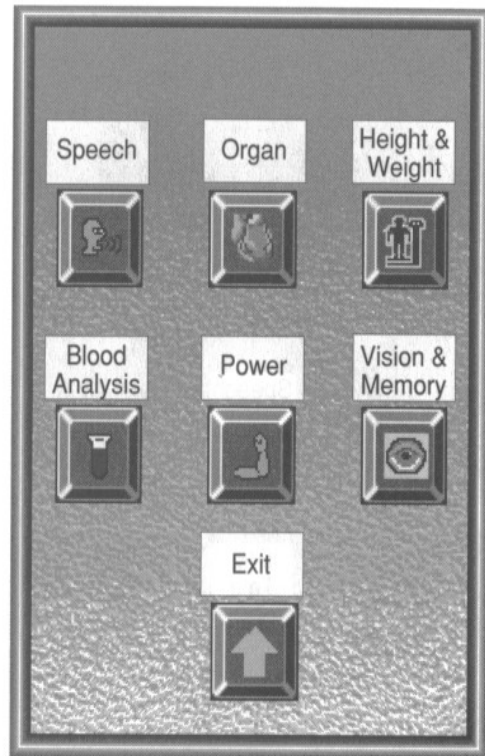 Speech
Organ
Height &
Weight
Blood
Analysis
Power
Vision &
Memory
Exit